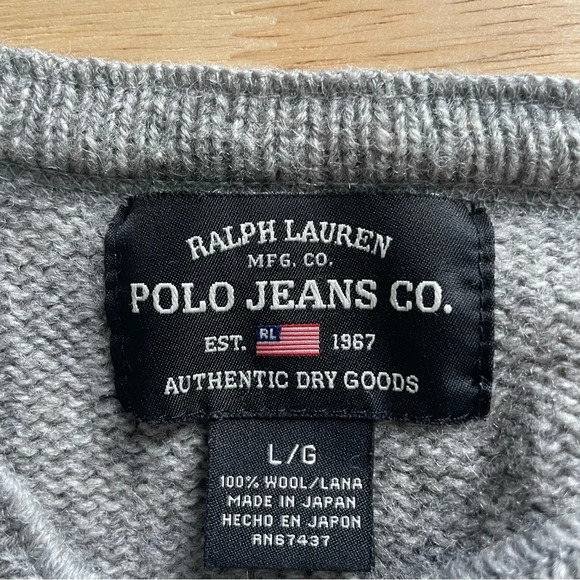 RALPH LAUREN
MFG. CO.
POLO JEANS CO.
EST. RL 1967
AUTHENTIC DRY GOODS
L/G
100% WOOL/LANA
MADE IN JAPAN
HECHO EN JAPON
RN67437